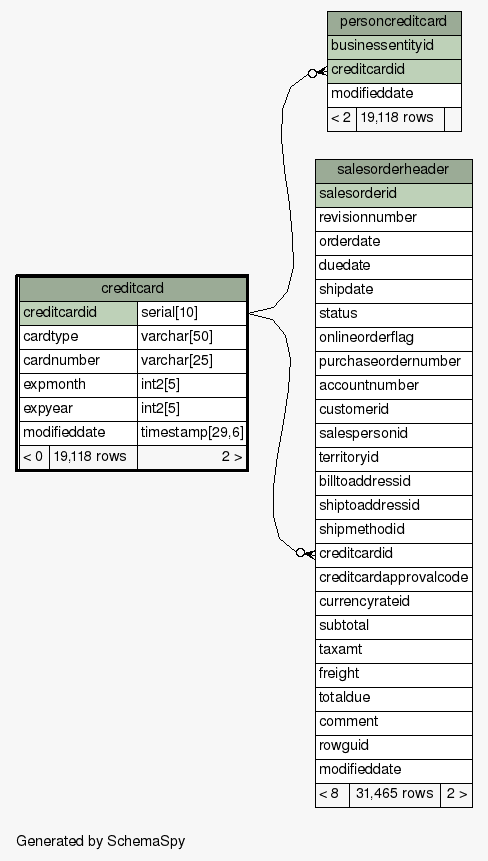 personcreditcard
businessentityid
creditcardid
modifieddate
< 2 19,118 rows
salesorderheader
salesorderid
revisionnumber
orderdate
duedate
shipdate
status
onlineorderflag
purchaseordernumber
accountnumber
customerid
salespersonid
territoryid
billtoaddressid
shiptoaddressid
shipmethodid
creditcardid
creditcardapprovalcode
currencyrateid
subtotal
taxamt
freight
totaldue
comment
rowguid
modifieddate
< 8 31,465 rows 2 >
creditcard
creditcardid serial[10]
cardtype varchar[50]
cardnumber varchar[25]
expmonth int2[5]
expyear int2[5]
modifieddate timestamp[29,6]
< 0 19,118 rows 2 >
Generated by SchemaSpy